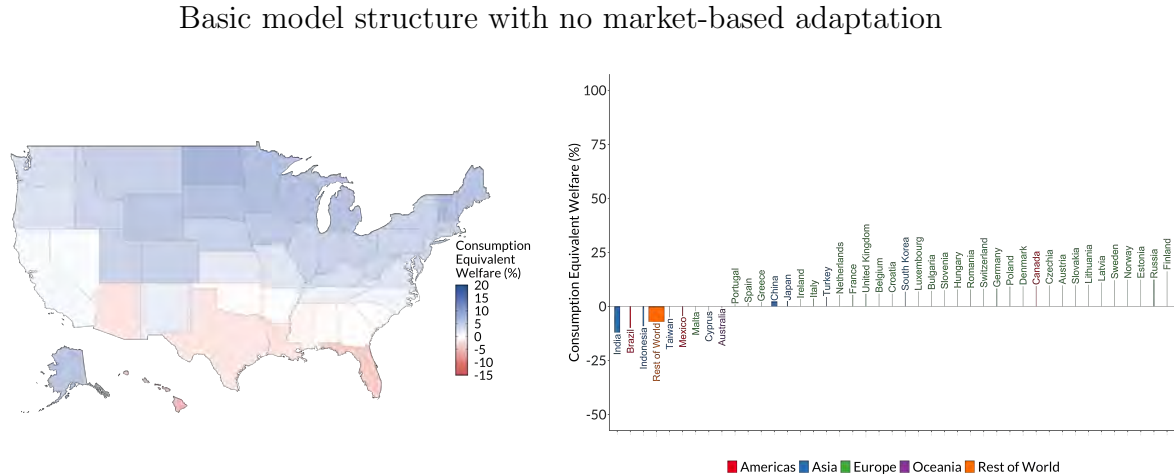 Basic model structure with no market-based adaptation
Consumption
Equivalent
Welfare (%)
20
15
10
5
0
-5
-10
-15
Consumption Equivalent Welfare (%)
100
75
50
25
0
-25
-50
India
Brazil
Indonesia
Rest of World
Taiwan
Mexico
Malta
Cyprus
Australia
Portugal
Spain
Greece
China
Japan
Ireland
Italy
Turkey
Netherlands
France
United Kingdom
Belgium
Croatia
South Korea
Luxembourg
Bulgaria
Slovenia
Hungary
Romania
Switzerland
Germany
Poland
Denmark
Canada
Czechia
Austria
Slovakia
Lithuania
Latvia
Sweden
Norway
Estonia
Russia
Finland
Americas Asia Europe Oceania Rest of World